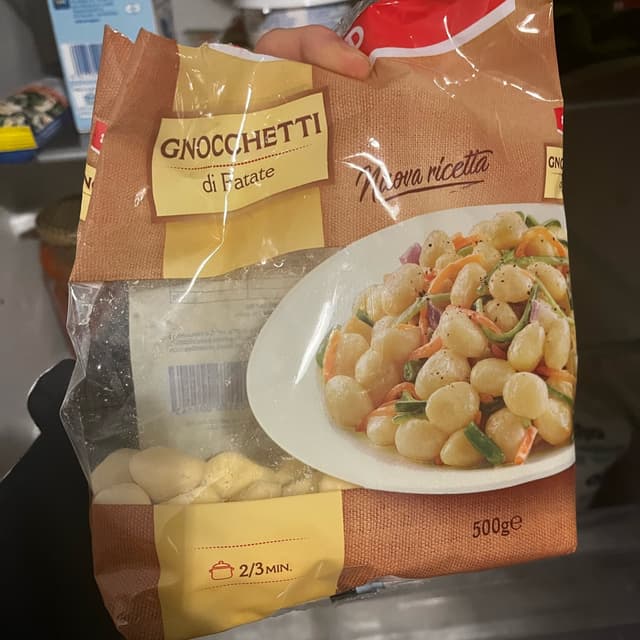 GNOCCHETTI
di Patate
Nuova ricetta
500g℮
2/3 MIN.